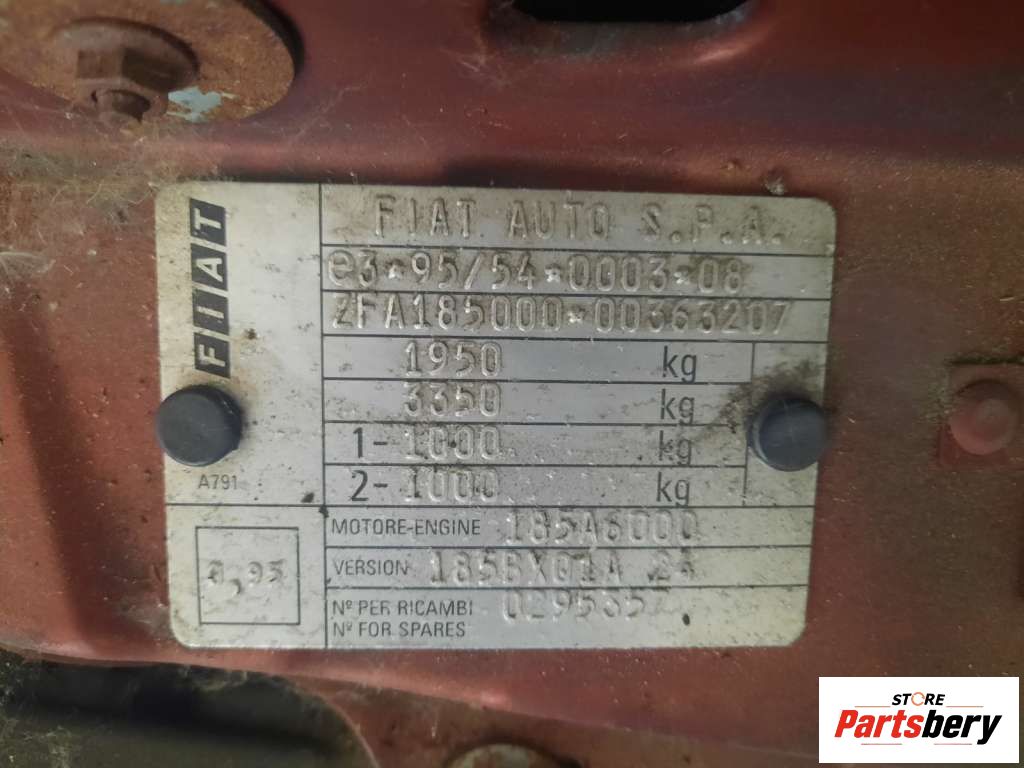 FIAT
FIAT AUTO S.P.A.
e3*95/54*0003*08
ZFA185000*00363207
1950 kg
3350 kg
1- 1000 kg
2- 1000 kg
A791
MOTORE-ENGINE 185A6000
VERSION 185BX01A 24
Nº PER RICAMBI 0295357
Nº FOR SPARES
STORE
Partsbery